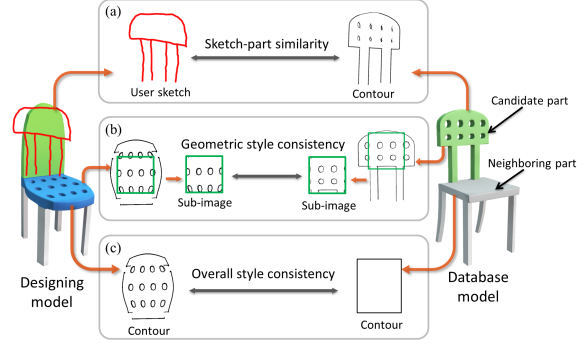 (a)
Sketch-part similarity
User sketch
Contour
Candidate part
(b)
Geometric style consistency
Neighboring part
Sub-image
Sub-image
(c)
Designing
model
Overall style consistency
Database
model
Contour
Contour